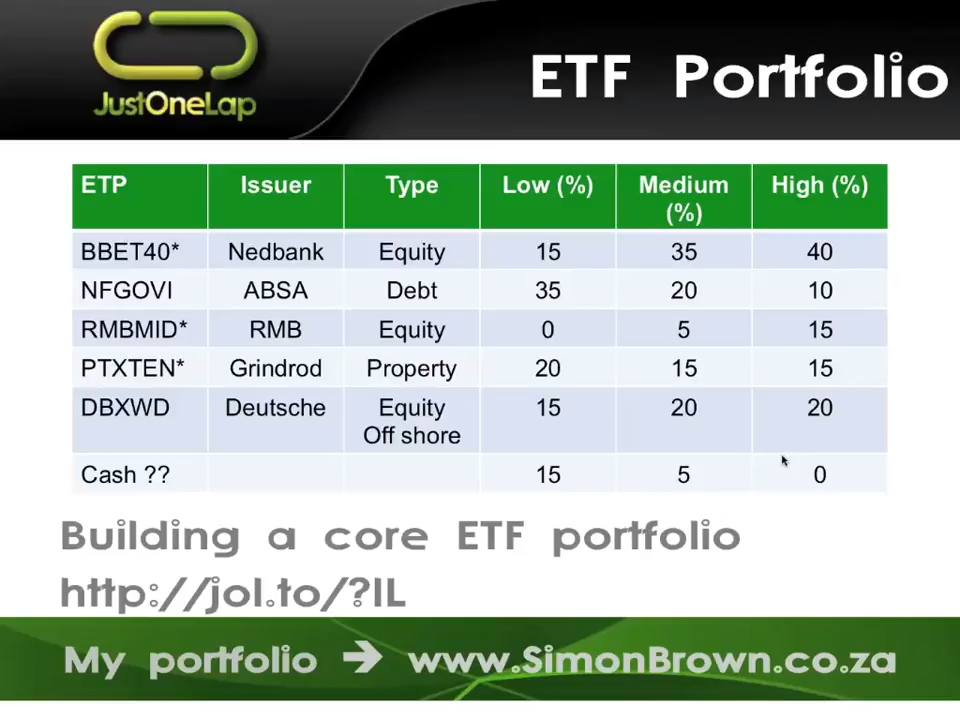 JustOneLap
ETF Portfolio
ETP Issuer Type Low (%) Medium (%) High (%)
BBET40* Nedbank Equity 15 35 40
NFGOVI ABSA Debt 35 20 10
RMBMID* RMB Equity 0 5 15
PTXTEN* Grindrod Property 20 15 15
DBXWD Deutsche Equity Off shore 15 20 20
Cash ?? 15 5 0
Building a core ETF portfolio
http://jol.to/?IL
My portfolio → www.SimonBrown.co.za